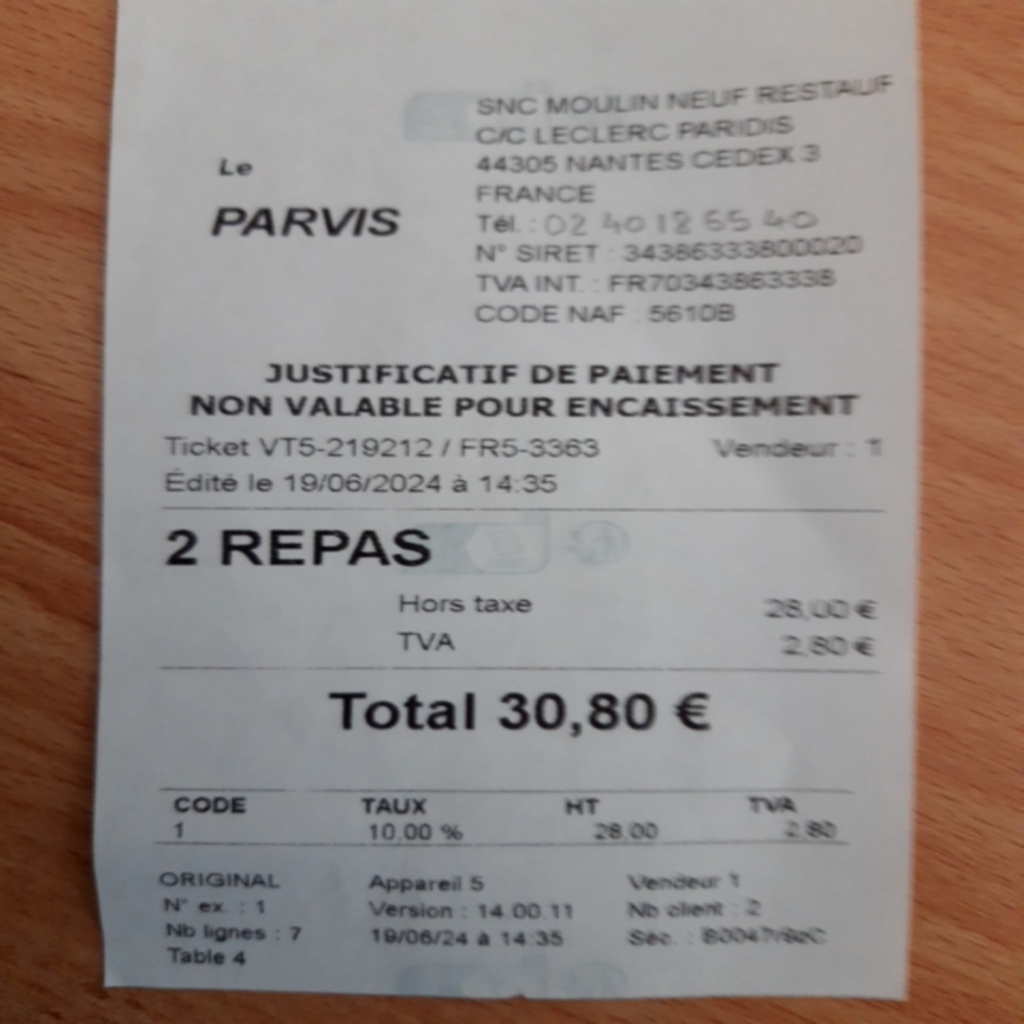 Le
PARVIS
SNC MOULIN NEUF RESTAUF
C/C LECLERC PARIDIS
44305 NANTES CEDEX 3
FRANCE
Tél. : 02 40 18 65 40
N° SIRET : 34386333800020
TVA INT. : FR70343863338
CODE NAF : 5610B
JUSTIFICATIF DE PAIEMENT
NON VALABLE POUR ENCAISSEMENT
Ticket VT5-219212 / FR5-3363 Vendeur : 1
Édité le 19/06/2024 à 14:35
2 REPAS
Hors taxe 28,00 €
TVA 2,80 €
Total 30,80 €
CODE TAUX HT TVA
1 10.00 % 28.00 2.80
ORIGINAL Appareil 5 Vendeur 1
N° ex. : 1 Version : 14.00.11 Nb client : 2
Nb lignes : 7 19/06/24 à 14:35 Sec. :
Table 4